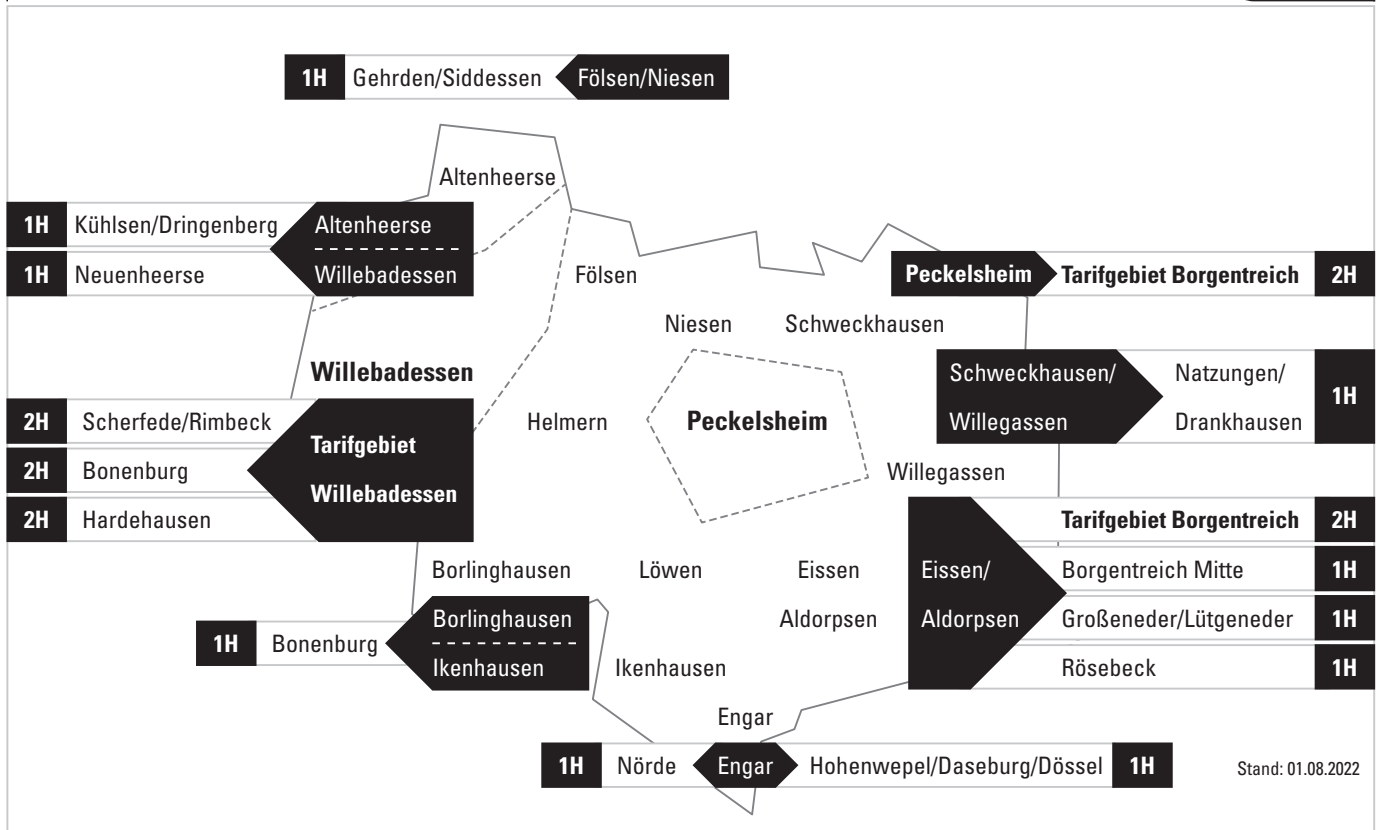 1H Gehrden/Siddessen Fölsen/Niesen
Altenheerse
1H Kühlsen/Dringenberg Altenheerse
1H Neuenheerse Willebadessen
Fölsen
Peckelsheim Tarifgebiet Borgentreich 2H
Niesen Schweckhausen
Willebadessen
Schweckhausen/ Natzungen/
Willegassen Drankhausen
1H
2H Scherfede/Rimbeck
2H Bonenburg
2H Hardehausen
Tarifgebiet
Willebadessen
Helmern Peckelsheim
Willegassen
Tarifgebiet Borgentreich 2H
Borlinghausen Löwen Eissen
Aldorpsen
Eissen/
Aldorpsen
Borgentreich Mitte 1H
Großeneder/Lütgeneder 1H
Rösebeck 1H
1H Bonenburg Borlinghausen
Ikenhausen
Ikenhausen
Engar
1H Nörde Engar Hohenwepel/Daseburg/Dössel 1H
Stand: 01.08.2022